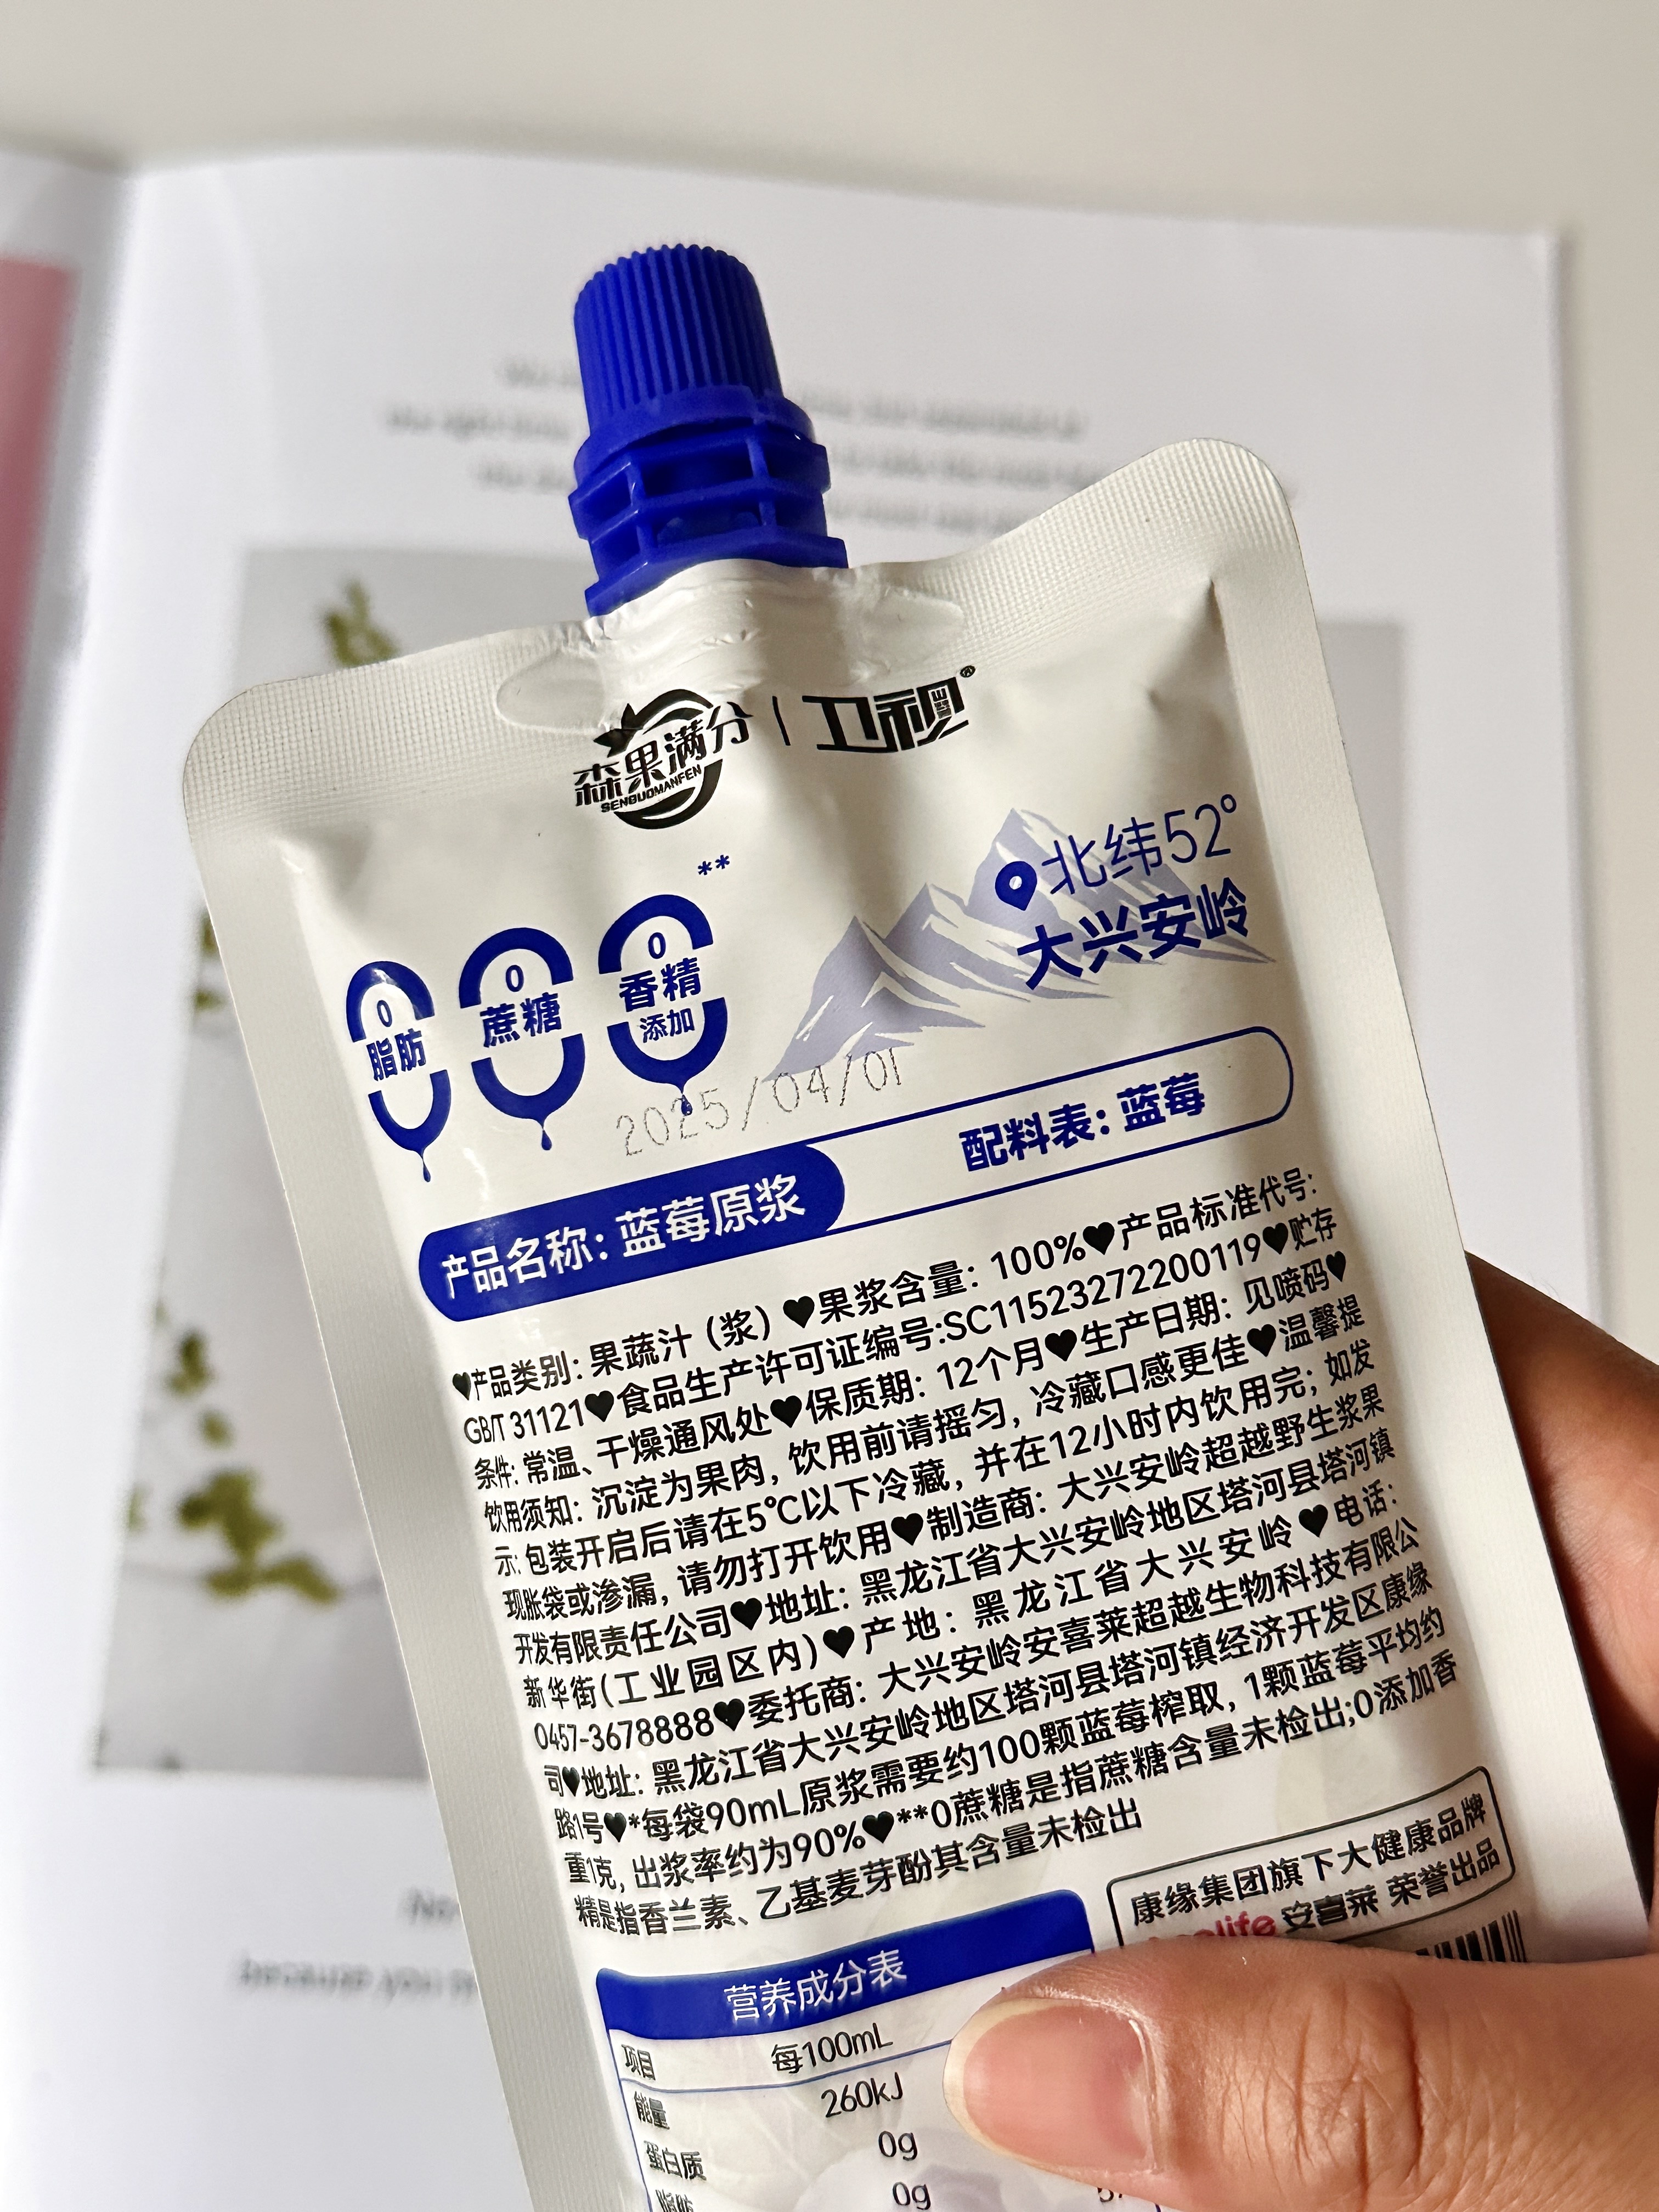 森果满分 | 卫视®
SENGUOMANFEN
**
北纬52°
大兴安岭
0 脂肪
0 蔗糖
0 香精 添加
2025/04/01
产品名称：蓝莓原浆
配料表：蓝莓
♥产品类别：果蔬汁（浆）♥果浆含量：100%♥产品标准代号：
GB/T 31121♥食品生产许可证编号:SC11523272200119♥贮存
条件：常温、干燥通风处♥保质期：12个月♥生产日期：见喷码♥
饮用须知：沉淀为果肉，饮用前请摇匀，冷藏口感更佳♥温馨提
示：包装开启后请在5℃以下冷藏，并在12小时内饮用完；如发
现胀袋或渗漏，请勿打开饮用♥制造商：大兴安岭超越野生浆果
开发有限责任公司♥地址：黑龙江省大兴安岭地区塔河县塔河镇
新华街(工业园区内)♥产地：黑龙江省大兴安岭♥电话：
0457-3678888♥委托商：大兴安岭安喜莱超越生物科技有限公
司♥地址：黑龙江省大兴安岭地区塔河县塔河镇经济开发区康缘
路1号♥*每袋90mL原浆需要约100颗蓝莓榨取，1颗蓝莓平均约
重1克，出浆率约为90%♥**0蔗糖是指蔗糖含量未检出;0添加香
精是指香兰素、乙基麦芽酚其含量未检出
康缘集团旗下大健康品牌
安喜莱 荣誉出品
营养成分表
项目 每100mL
能量 260kJ
蛋白质 0g
脂肪 0g
because you